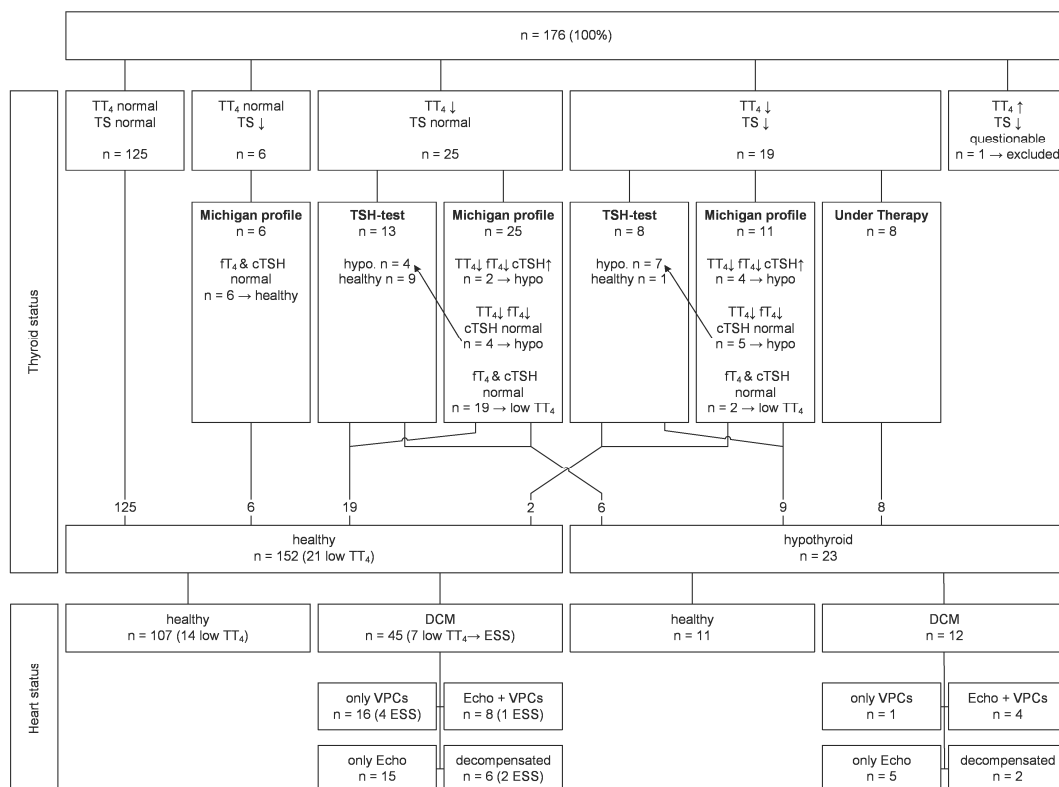 n = 176 (100%)
Thyroid status
TT₄ normal
TS normal
n = 125
TT₄ normal
TS ↓
n = 6
TT₄ ↓
TS normal
n = 25
TT₄ ↓
TS ↓
n = 19
TT₄ ↑
TS ↓
questionable
n = 1 → excluded
Michigan profile
n = 6
fT₄ & cTSH
normal
n = 6 → healthy
TSH-test
n = 13
hypo. n = 4
healthy n = 9
Michigan profile
n = 25
TT₄↓ fT₄↓ cTSH↑
n = 2 → hypo
TT₄↓ fT₄↓
cTSH normal
n = 4 → hypo
fT₄ & cTSH
normal
n = 19 → low TT₄
TSH-test
n = 8
hypo. n = 7
healthy n = 1
Michigan profile
n = 11
TT₄↓ fT₄↓ cTSH↑
n = 4 → hypo
TT₄↓ fT₄↓
cTSH normal
n = 5 → hypo
fT₄ & cTSH
normal
n = 2 → low TT₄
Under Therapy
n = 8
125
6
19
2
6
9
8
healthy
n = 152 (21 low TT₄)
hypothyroid
n = 23
Heart status
healthy
n = 107 (14 low TT₄)
DCM
n = 45 (7 low TT₄→ ESS)
healthy
n = 11
DCM
n = 12
only VPCs
n = 16 (4 ESS)
Echo + VPCs
n = 8 (1 ESS)
only VPCs
n = 1
Echo + VPCs
n = 4
only Echo
n = 15
decompensated
n = 6 (2 ESS)
only Echo
n = 5
decompensated
n = 2